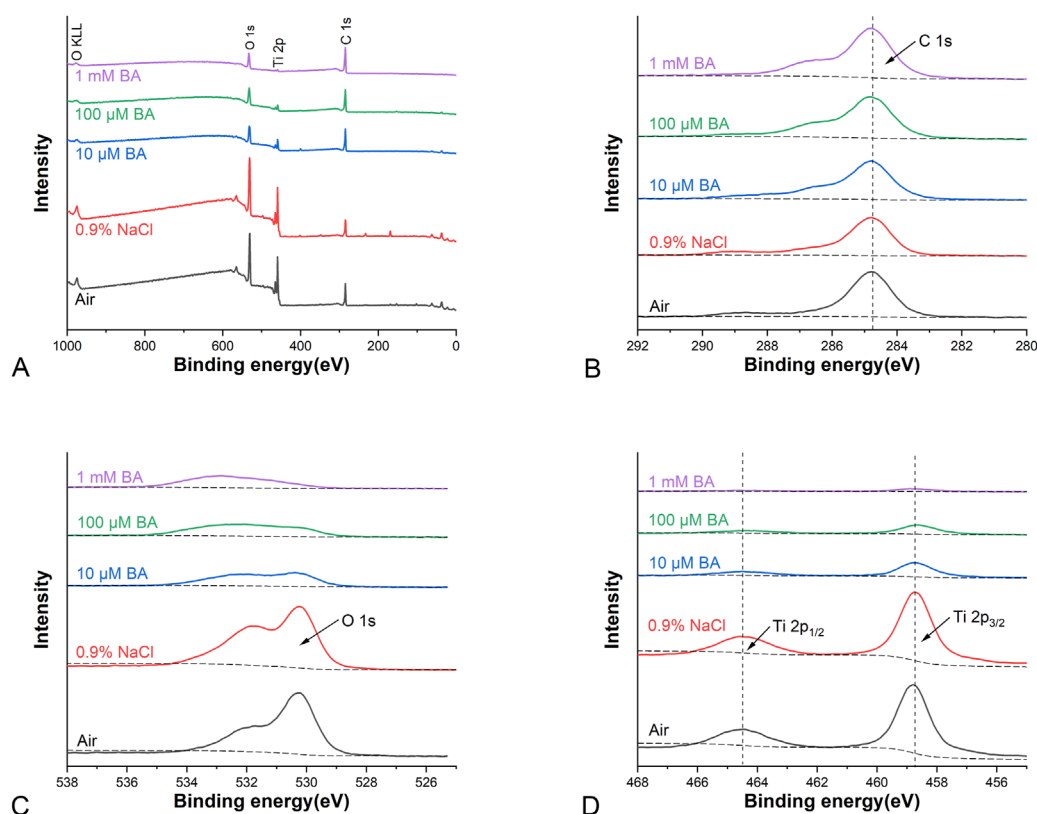 O KLL
O 1s
Ti 2p
C 1s
1 mM BA
100 μM BA
10 μM BA
0.9% NaCl
Air
Intensity
1000 800 600 400 200 0
Binding energy(eV)
A
C 1s
1 mM BA
100 μM BA
10 μM BA
0.9% NaCl
Air
Intensity
292 290 288 286 284 282 280
Binding energy(eV)
B
1 mM BA
100 μM BA
10 μM BA
O 1s
0.9% NaCl
Air
Intensity
538 536 534 532 530 528 526
Binding energy(eV)
C
1 mM BA
100 μM BA
10 μM BA
0.9% NaCl
Ti 2p1/2
Ti 2p3/2
Air
Intensity
468 466 464 462 460 458 456
Binding energy(eV)
D